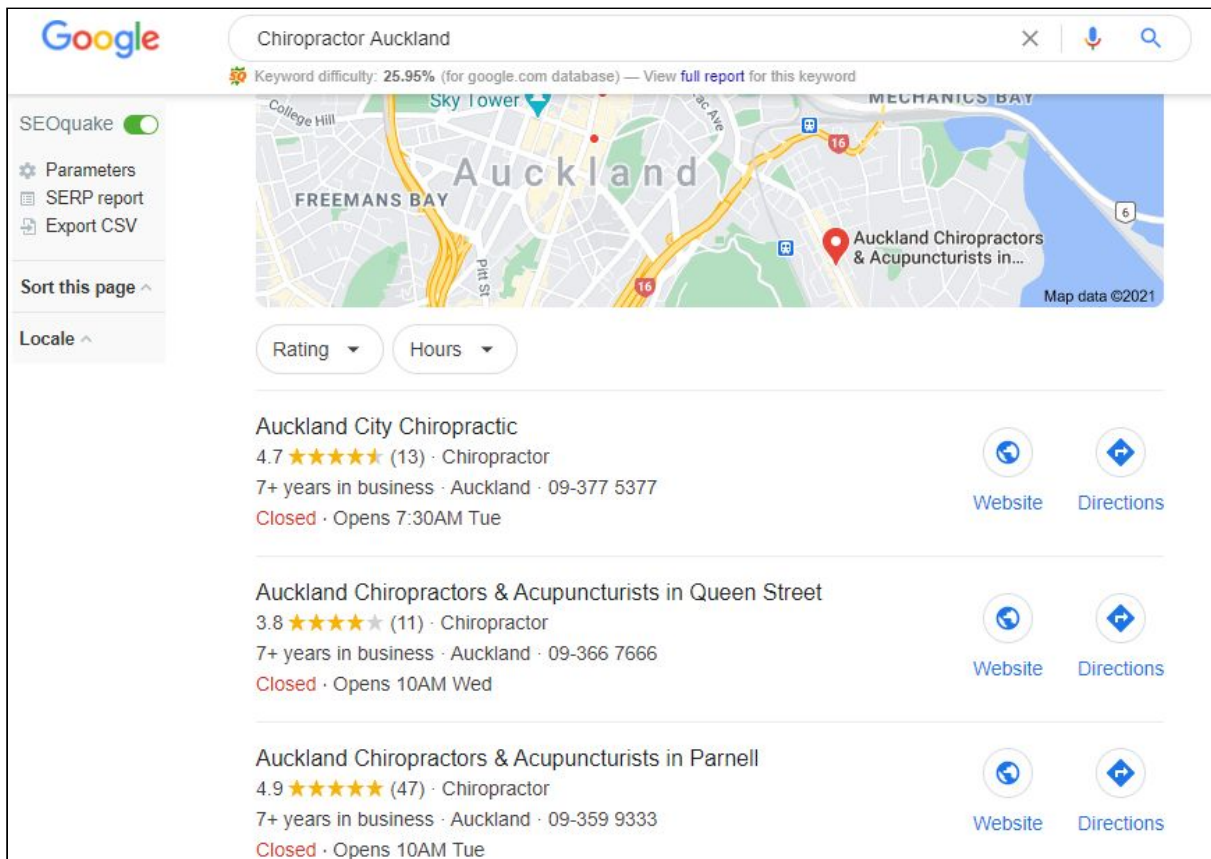 Google
Chiropractor Auckland
Keyword difficulty: 25.95% (for google.com database) — View full report for this keyword
SEOquake
Parameters
SERP report
Export CSV
Sort this page
Locale
College Hill
Sky Tower
ac Ave
MECHANICS BAY
16
Auckland
FREEMANS BAY
6
Pitt St
Auckland Chiropractors
& Acupuncturists in...
16
Map data ©2021
Rating
Hours
Auckland City Chiropractic
4.7 (13) · Chiropractor
7+ years in business · Auckland · 09-377 5377
Closed · Opens 7:30AM Tue
Website Directions
Auckland Chiropractors & Acupuncturists in Queen Street
3.8 (11) · Chiropractor
7+ years in business · Auckland · 09-366 7666
Closed · Opens 10AM Wed
Website Directions
Auckland Chiropractors & Acupuncturists in Parnell
4.9 (47) · Chiropractor
7+ years in business · Auckland · 09-359 9333
Closed · Opens 10AM Tue
Website Directions